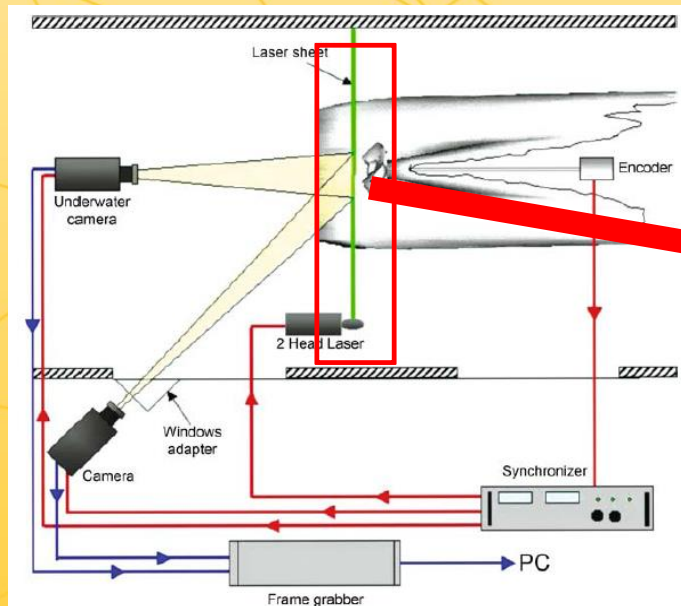 Laser sheet
Encoder
Underwater
camera
2 Head Laser
Windows
adapter
Camera
Synchronizer
PC
Frame grabber